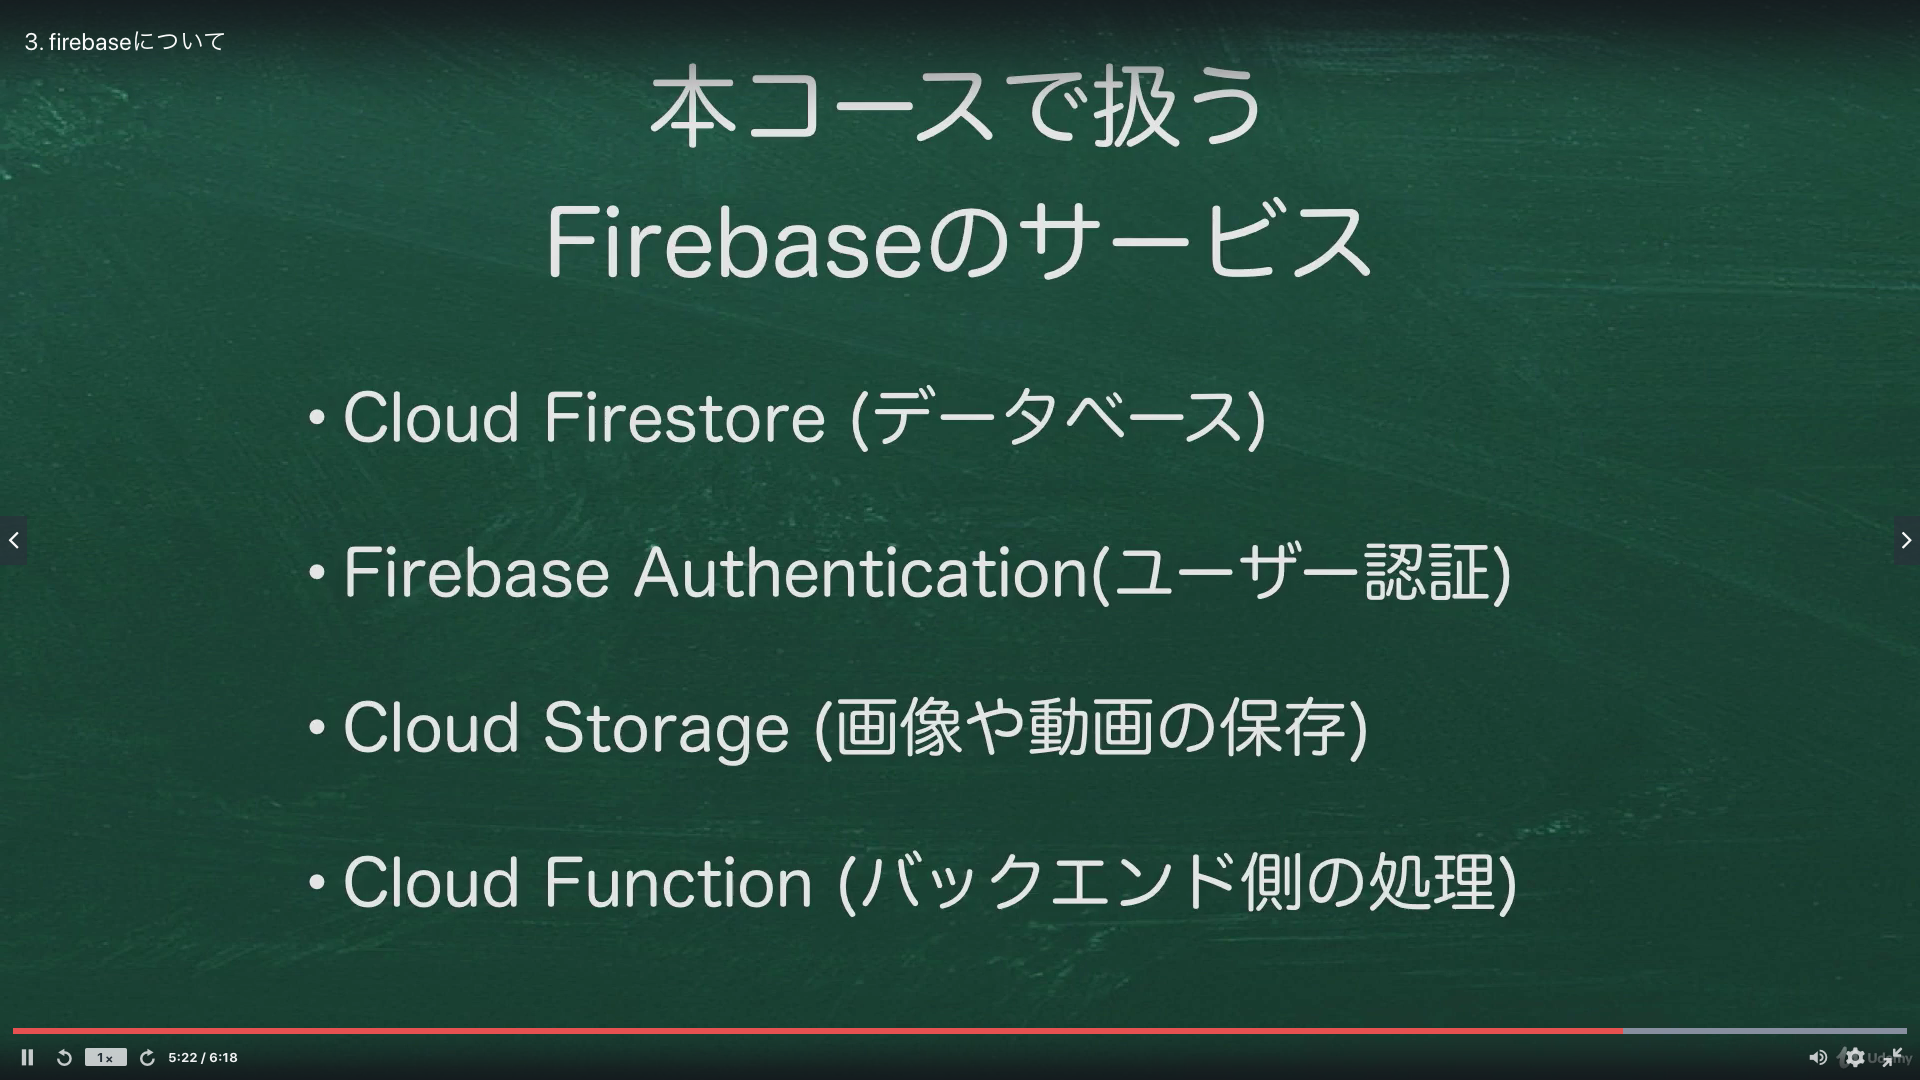 3. firebaseについて
本コースで扱う
Firebaseのサービス
・Cloud Firestore (データベース)
・Firebase Authentication(ユーザー認証)
・Cloud Storage (画像や動画の保存)
・Cloud Function (バックエンド側の処理)
1x 5:22 / 6:18
Udemy